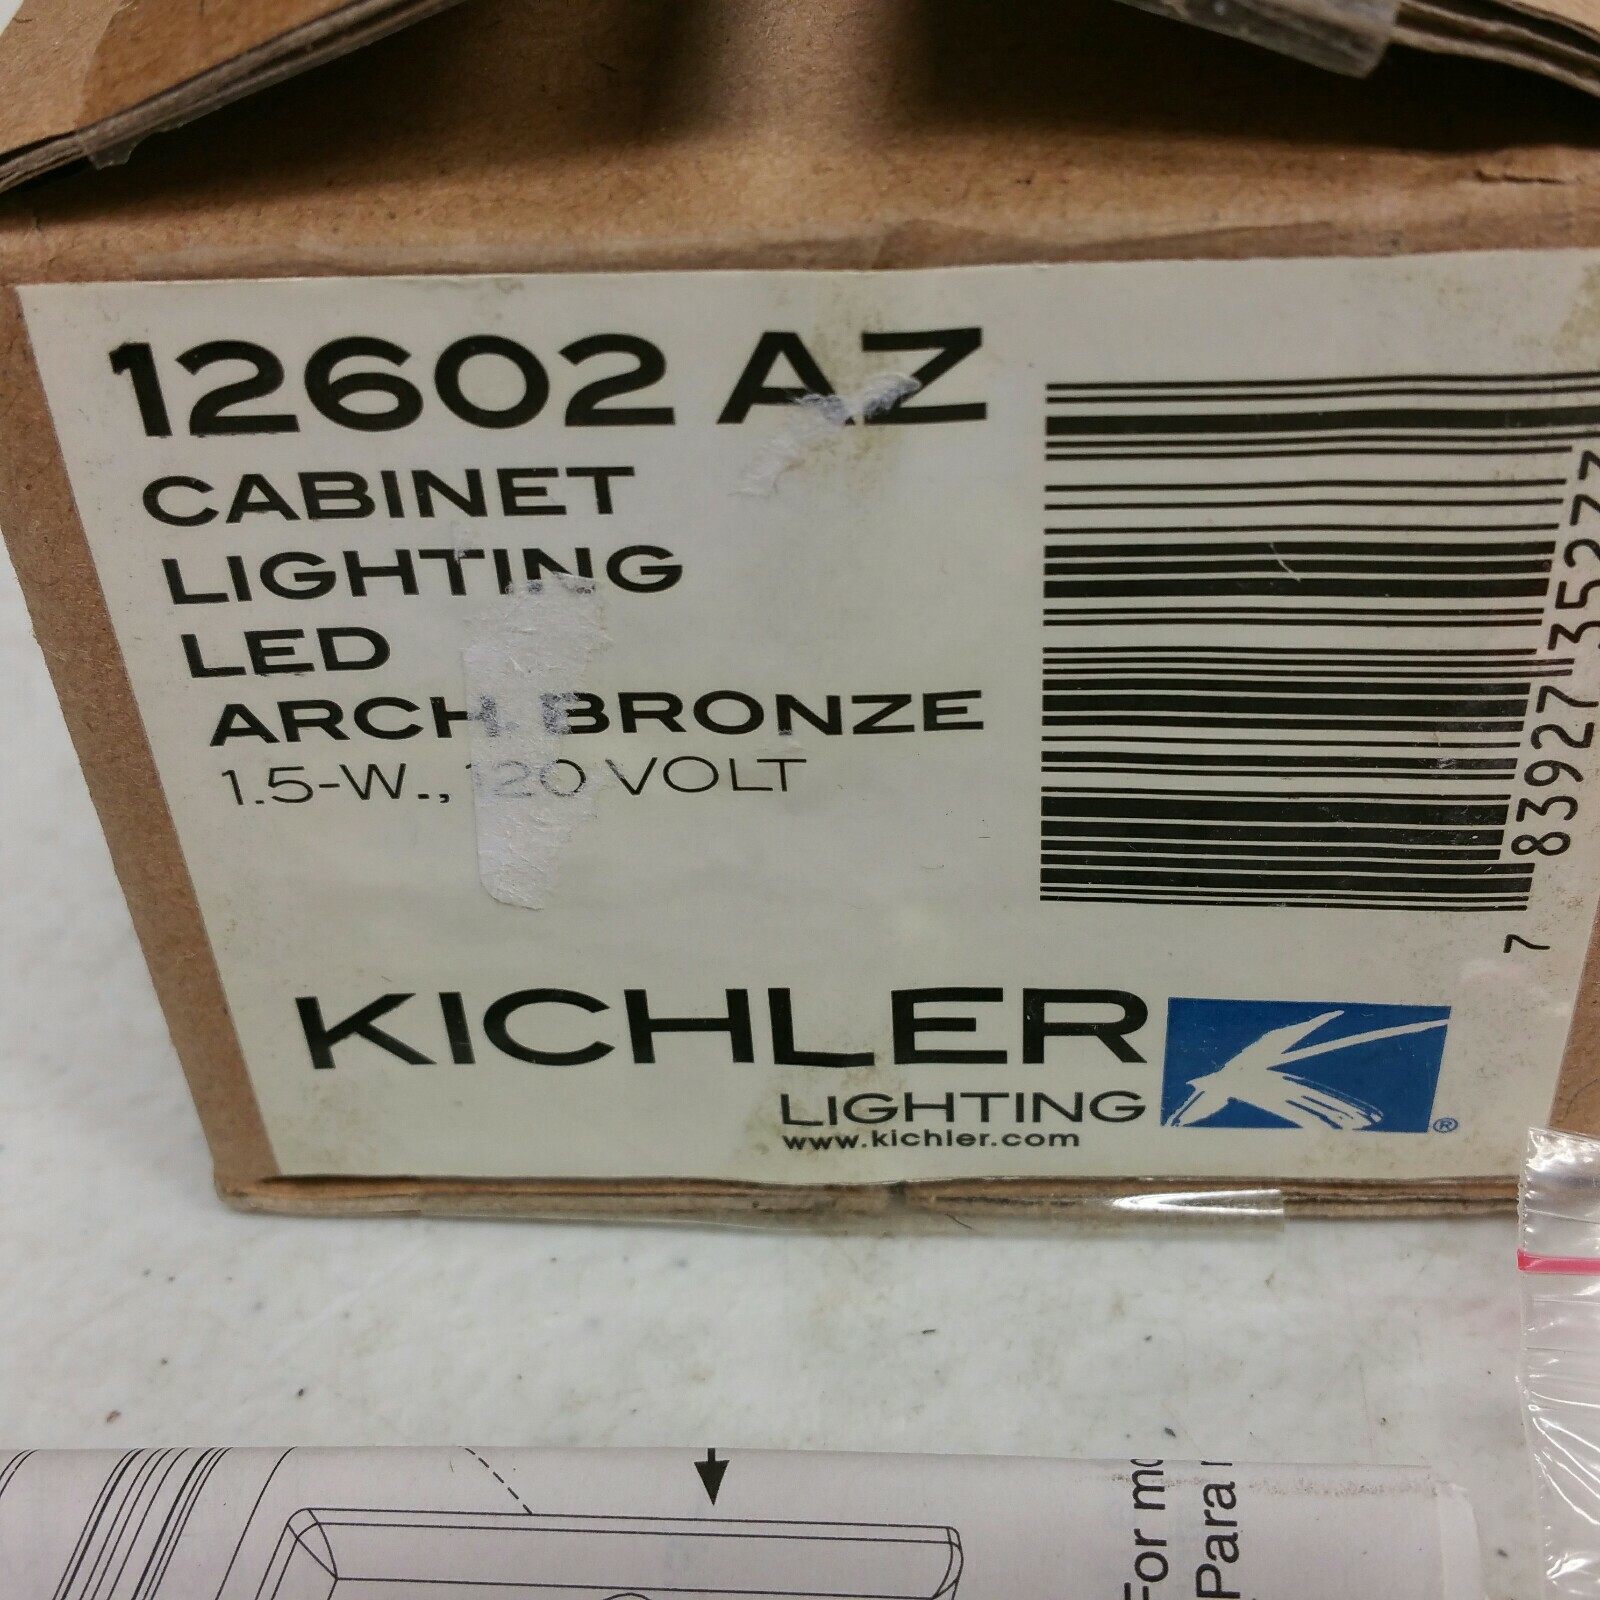 12602 AZ
CABINET
LIGHTING
LED
ARCH. BRONZE
1.5-W., 120 VOLT
7 83927 35277
KICHLER
LIGHTING
®
www.kichler.com
For
(Para